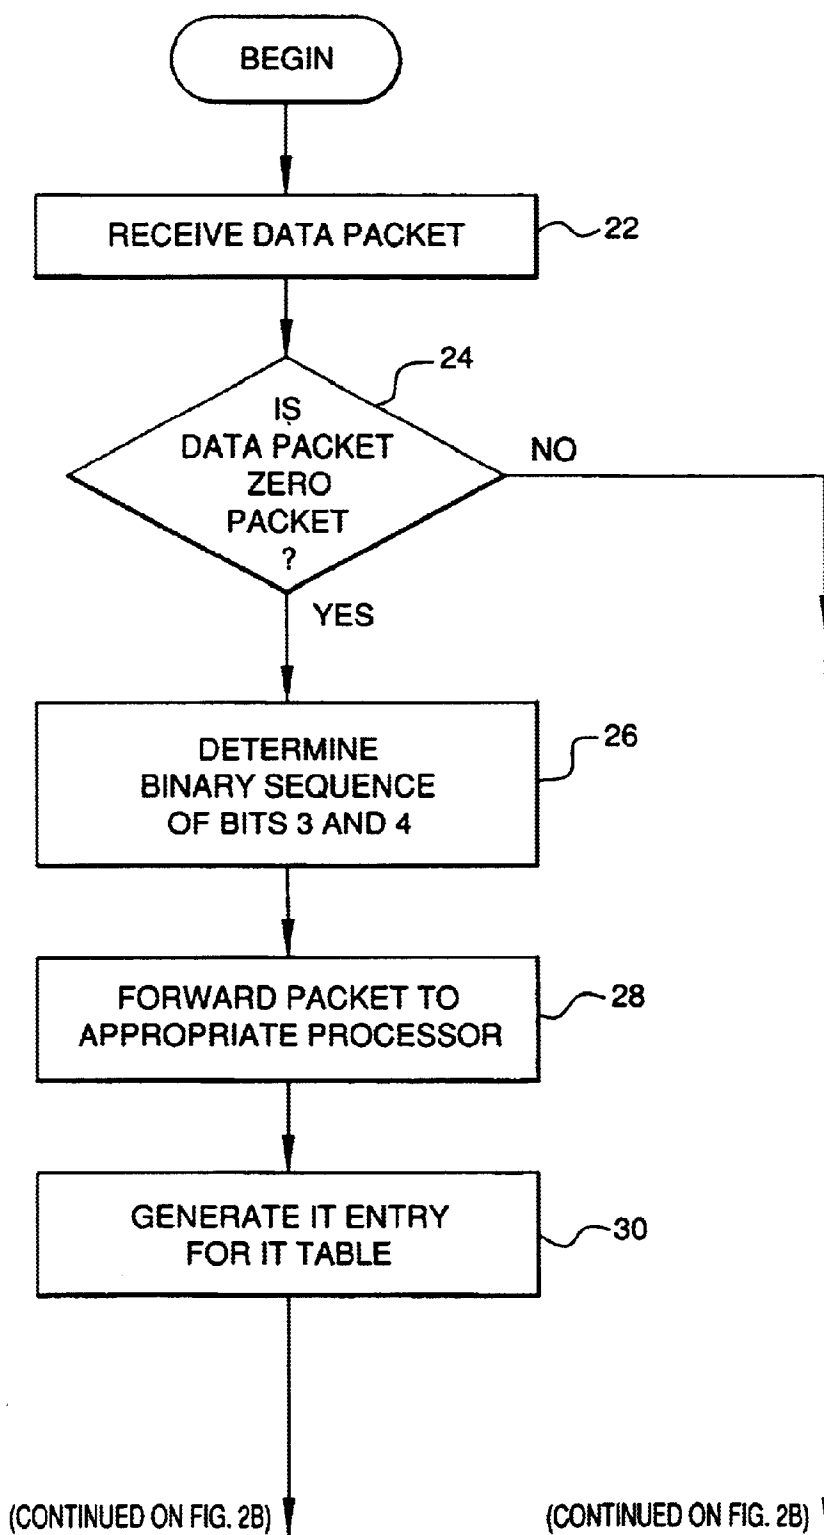 BEGIN
RECEIVE DATA PACKET
22
24
IS
DATA PACKET
ZERO
PACKET
?
NO
YES
DETERMINE
BINARY SEQUENCE
OF BITS 3 AND 4
26
FORWARD PACKET TO
APPROPRIATE PROCESSOR
28
GENERATE IT ENTRY
FOR IT TABLE
30
(CONTINUED ON FIG. 2B)
(CONTINUED ON FIG. 2B)